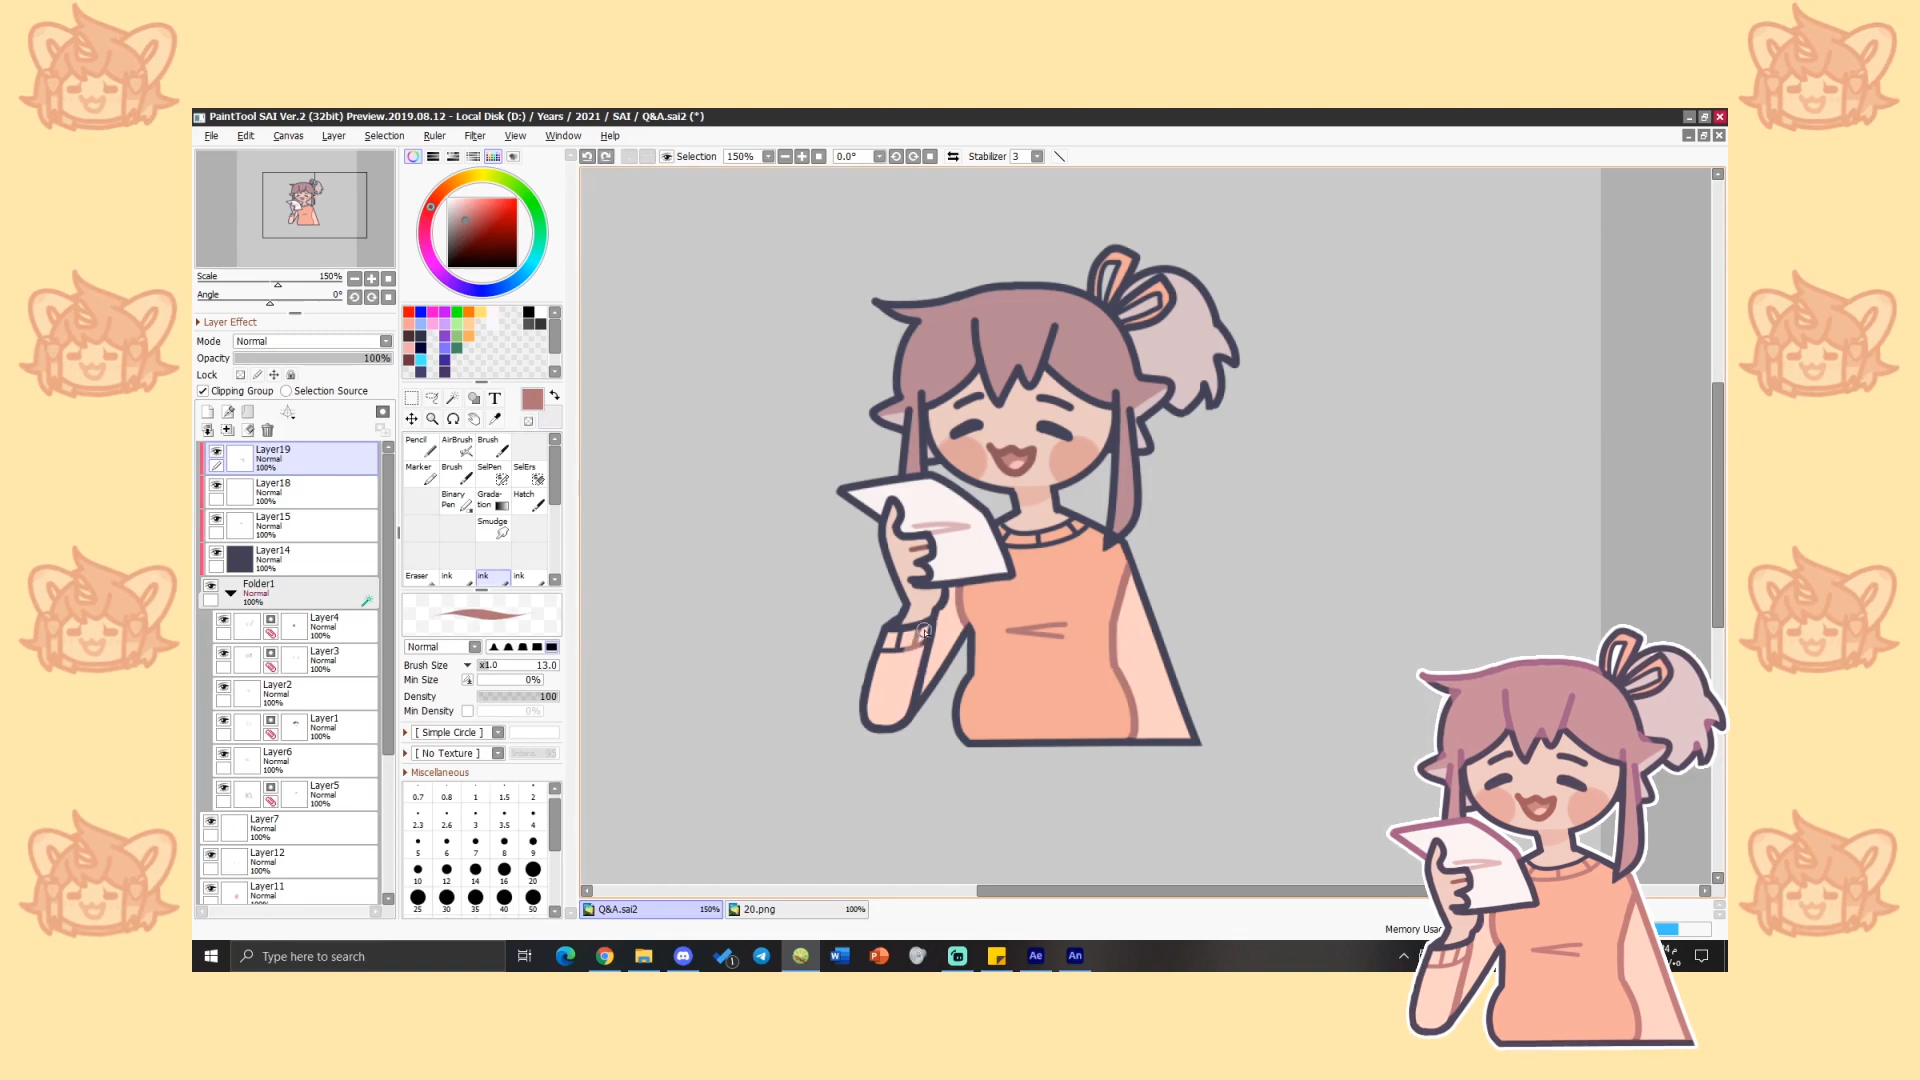 PaintTool SAI Ver.2 (32bit) Preview.2019.08.12 - Local Disk (D:) / Years / 2021 / SAI / Q&A.sai2 (*)
File Edit Canvas Layer Selection Ruler Filter View Window Help
Selection 150% 0.0° Stabilizer 3
Scale 150%
Angle 0°
Layer Effect
Mode Normal
Opacity 100%
Lock
Clipping Group Selection Source
Layer19
Normal
100%
Layer18
Normal
100%
Layer15
Normal
100%
Layer14
Normal
100%
Folder1
Normal
100%
Layer4
Normal
100%
Layer3
Normal
100%
Layer2
Normal
100%
Layer1
Normal
100%
Layer6
Normal
100%
Layer5
Normal
100%
Layer7
Normal
100%
Layer12
Normal
100%
Layer11
Normal
T
Pencil AirBrush Brush
Marker Brush SelPen SelErs
Binary Pen Grada-tion Hatch
Smudge
Eraser ink ink ink
Normal
Brush Size x1.0 13.0
Min Size 0%
Density 100
Min Density 0%
[ Simple Circle ]
[ No Texture ]
Miscellaneous
0.7 0.8 1 1.5 2
2.3 2.6 3 3.5 4
5 6 7 8 9
10 12 14 16 20
25 30 35 40 50
Q&A.sai2 150% 20.png 100%
Memory Usa
Type here to search
W P Ae An